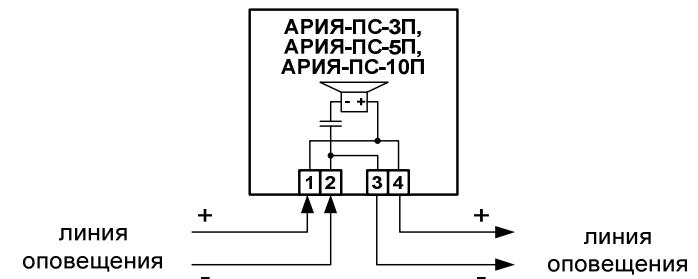 АРИЯ-ПС-3П,
АРИЯ-ПС-5П,
АРИЯ-ПС-10П
- +
1 2 3 4
+ +
линия
оповещения
линия
оповещения
- -